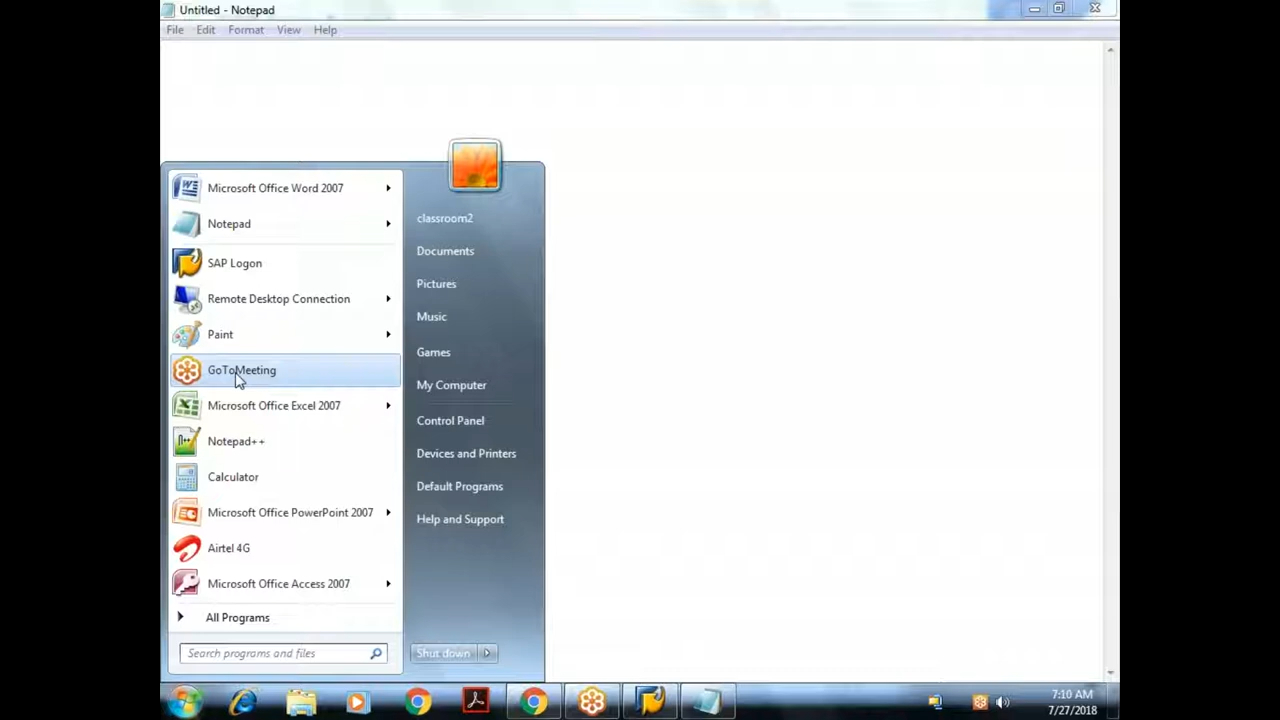 Untitled - Notepad
File Edit Format View Help
Microsoft Office Word 2007
Notepad
SAP Logon
Remote Desktop Connection
Paint
GoToMeeting
Microsoft Office Excel 2007
Notepad++
Calculator
Microsoft Office PowerPoint 2007
Airtel 4G
Microsoft Office Access 2007
All Programs
Search programs and files
classroom2
Documents
Pictures
Music
Games
My Computer
Control Panel
Devices and Printers
Default Programs
Help and Support
Shut down
7:10 AM
7/27/2018